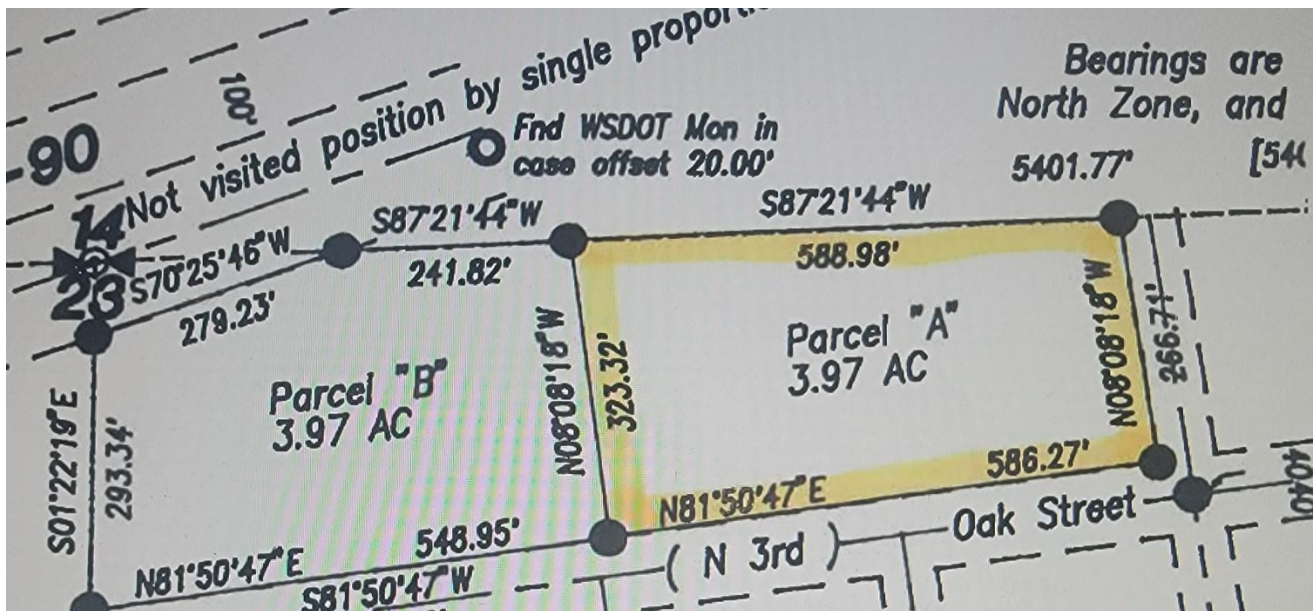 Not visited position by single
Bearings are
North Zone, and
5401.77'
Fnd WSDOT Mon in
case offset 20.00'
-90
14
23
S70°25'46"W
279.23'
S87°21'44"W
241.82'
S87°21'44"W
588.98'
Parcel "B"
3.97 AC
Parcel "A"
3.97 AC
N08°08'18"W
323.32'
N08°08'18"W
266.71'
S01°22'19"E
293.34'
N81°50'47"E
548.95'
S81°50'47"W
N81°50'47"E
586.27'
( N 3rd )
Oak Street